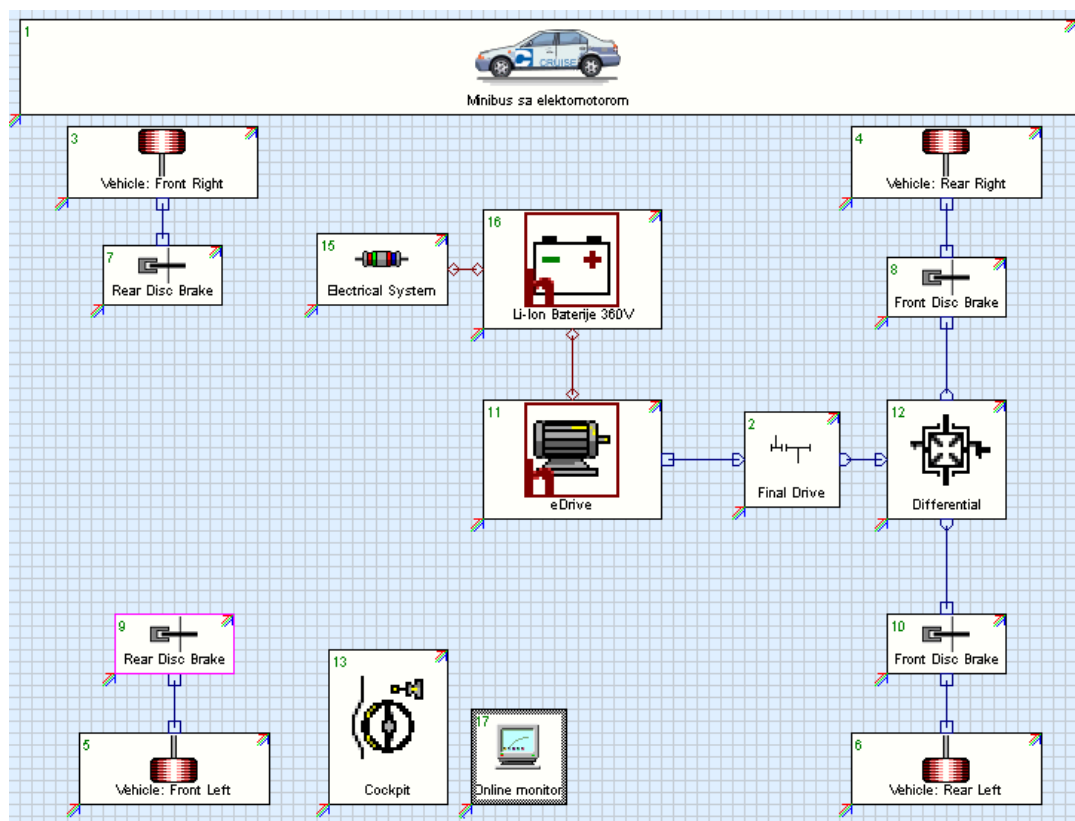 1
CRUISE
Minibus sa elektomotorom
3
Vehicle: Front Right
4
Vehicle: Rear Right
7
Rear Disc Brake
15
Electrical System
16
Li-Ion Baterije 360V
8
Front Disc Brake
11
eDrive
2
Final Drive
12
Differential
9
Rear Disc Brake
13
Cockpit
17
Online monitor
10
Front Disc Brake
5
Vehicle: Front Left
6
Vehicle: Rear Left